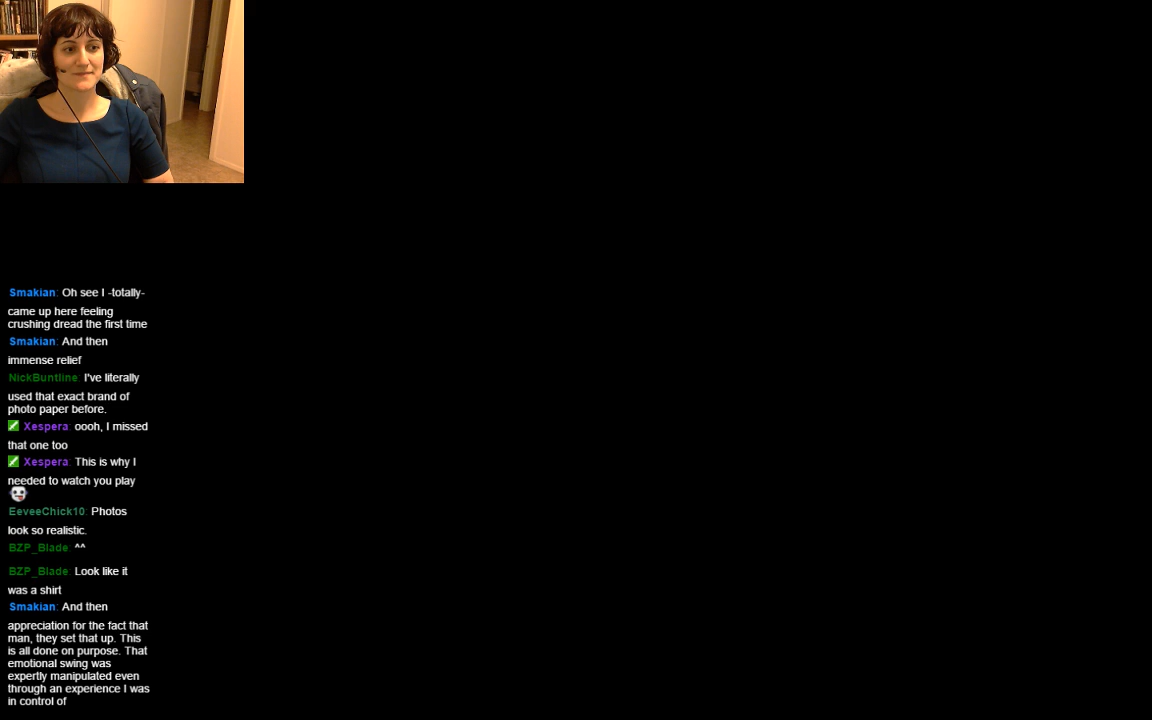 Smakian: Oh see I -totally-
came up here feeling
crushing dread the first time
Smakian: And then
immense relief
NickBuntline: I've literally
used that exact brand of
photo paper before.
Xespera: oooh, I missed
that one too
Xespera: This is why I
needed to watch you play
EeveeChick10: Photos
look so realistic.
BZP_Blade: ^^
BZP_Blade: Look like it
was a shirt
Smakian: And then
appreciation for the fact that
man, they set that up. This
is all done on purpose. That
emotional swing was
expertly manipulated even
through an experience I was
in control of